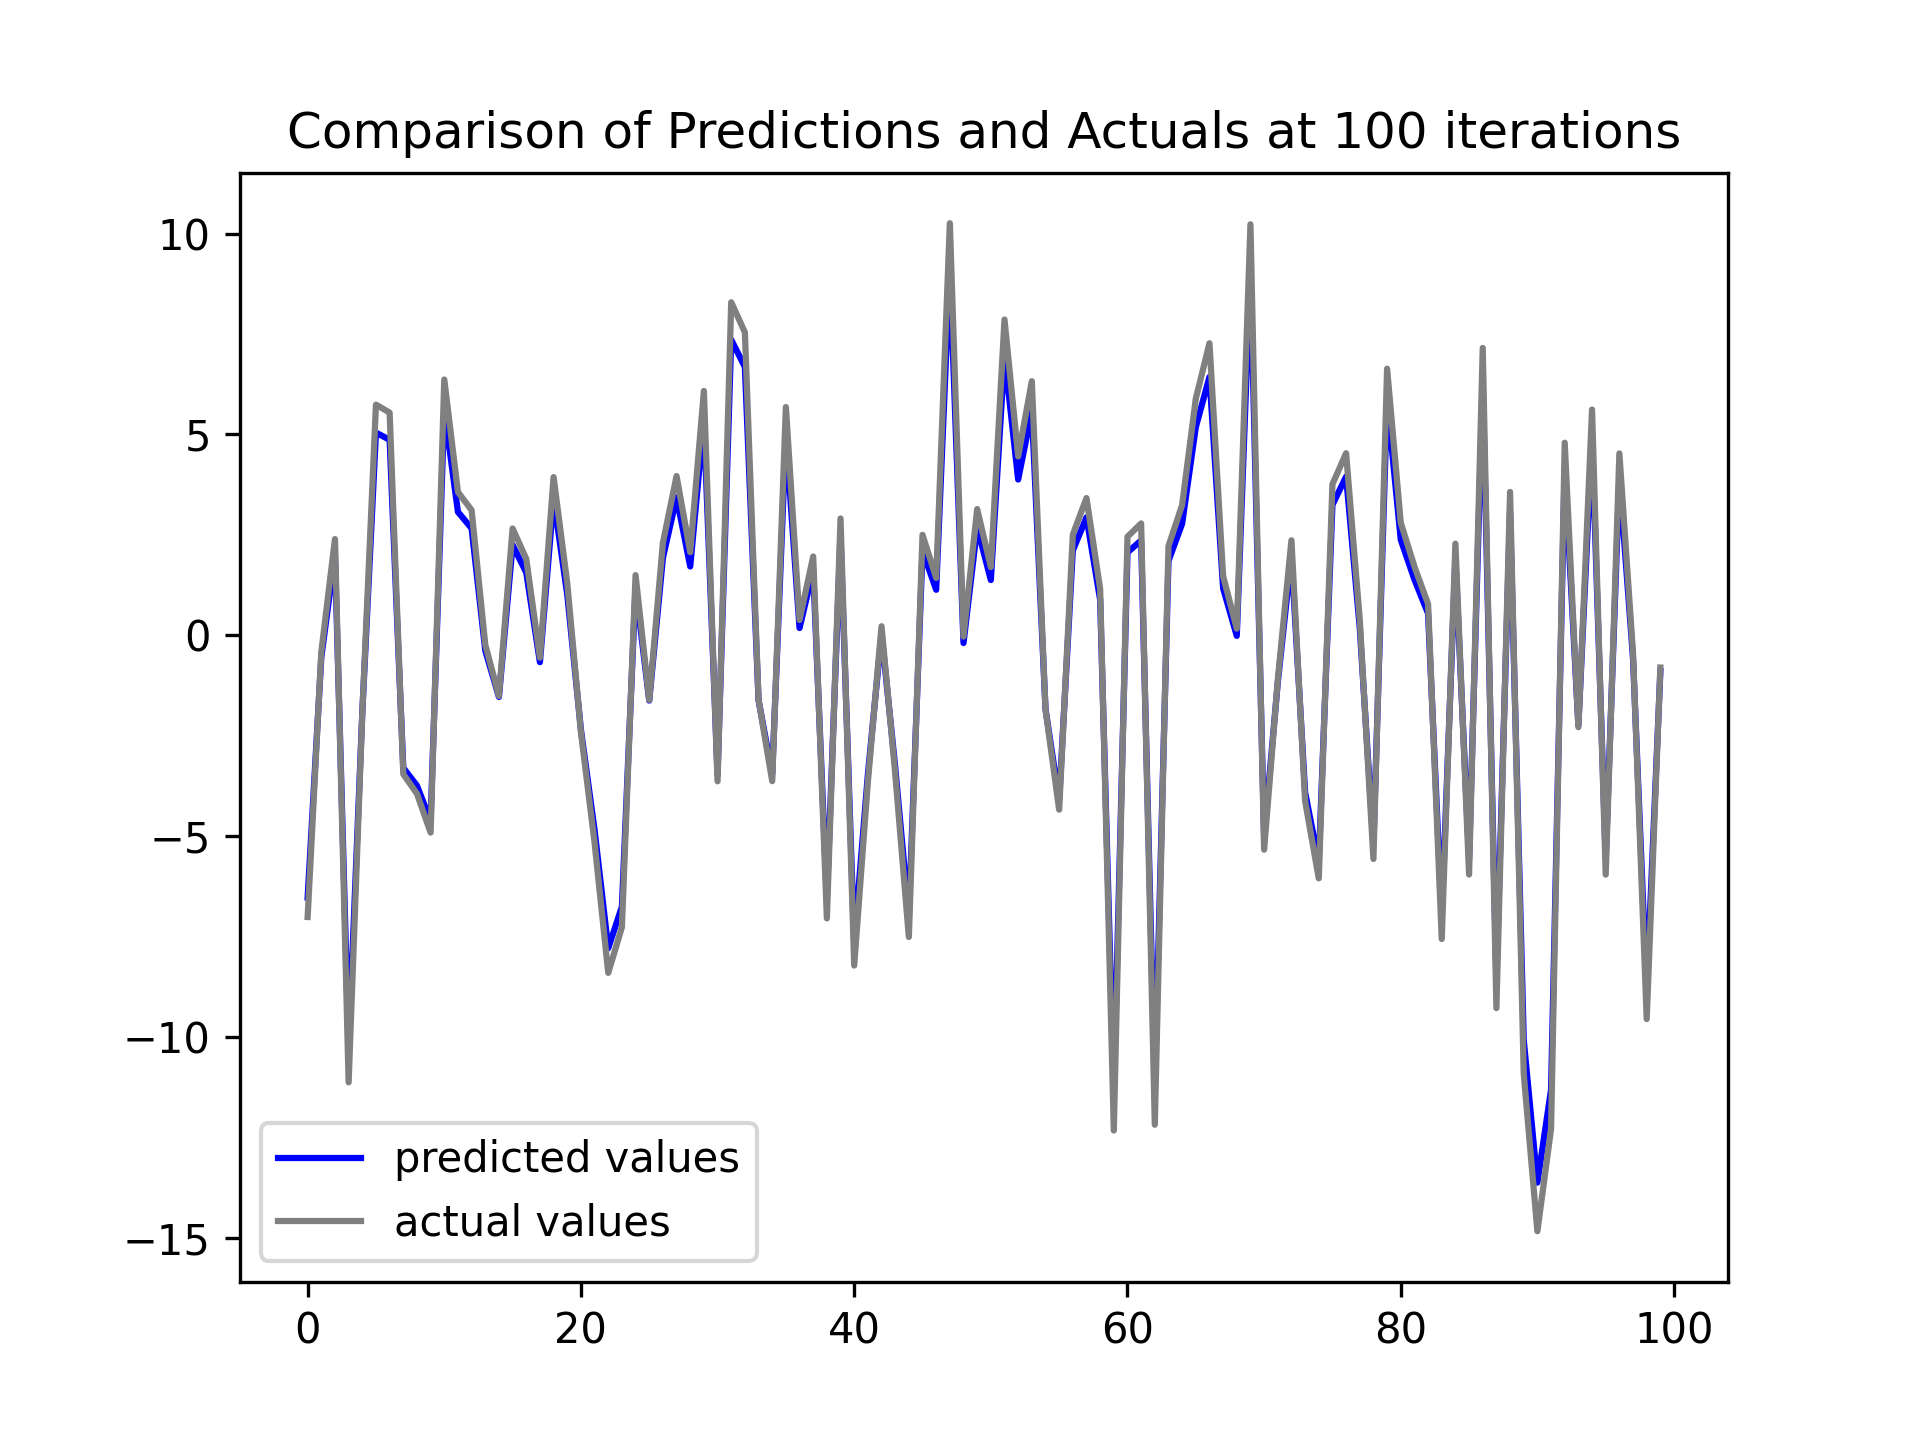 Comparison of Predictions and Actuals at 100 iterations
10
5
0
−5
−10
−15
predicted values
actual values
0 20 40 60 80 100